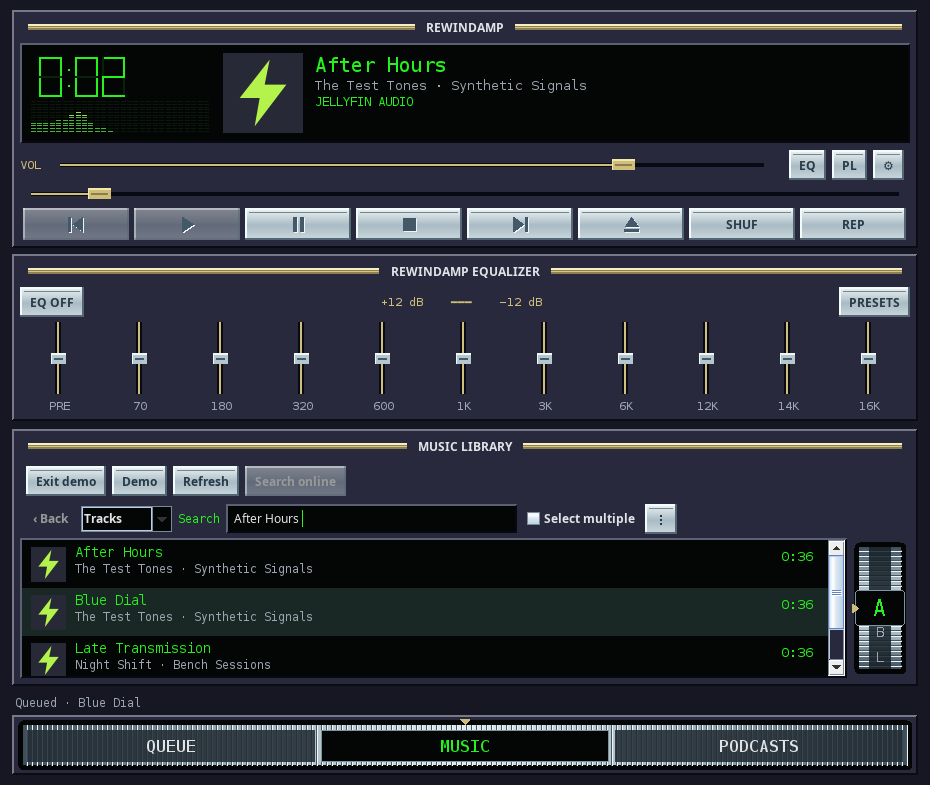 REWINDAMP
0:02
After Hours
The Test Tones · Synthetic Signals
JELLYFIN AUDIO
VOL
EQ PL
SHUF REP
REWINDAMP EQUALIZER
EQ OFF +12 dB −12 dB PRESETS
PRE 70 180 320 600 1K 3K 6K 12K 14K 16K
MUSIC LIBRARY
Exit demo Demo Refresh Search online
‹ Back Tracks Search After Hours Select multiple
After Hours 0:36
The Test Tones · Synthetic Signals
Blue Dial 0:36
The Test Tones · Synthetic Signals
Late Transmission 0:36
Night Shift · Bench Sessions
A
B
L
Queued · Blue Dial
QUEUE MUSIC PODCASTS